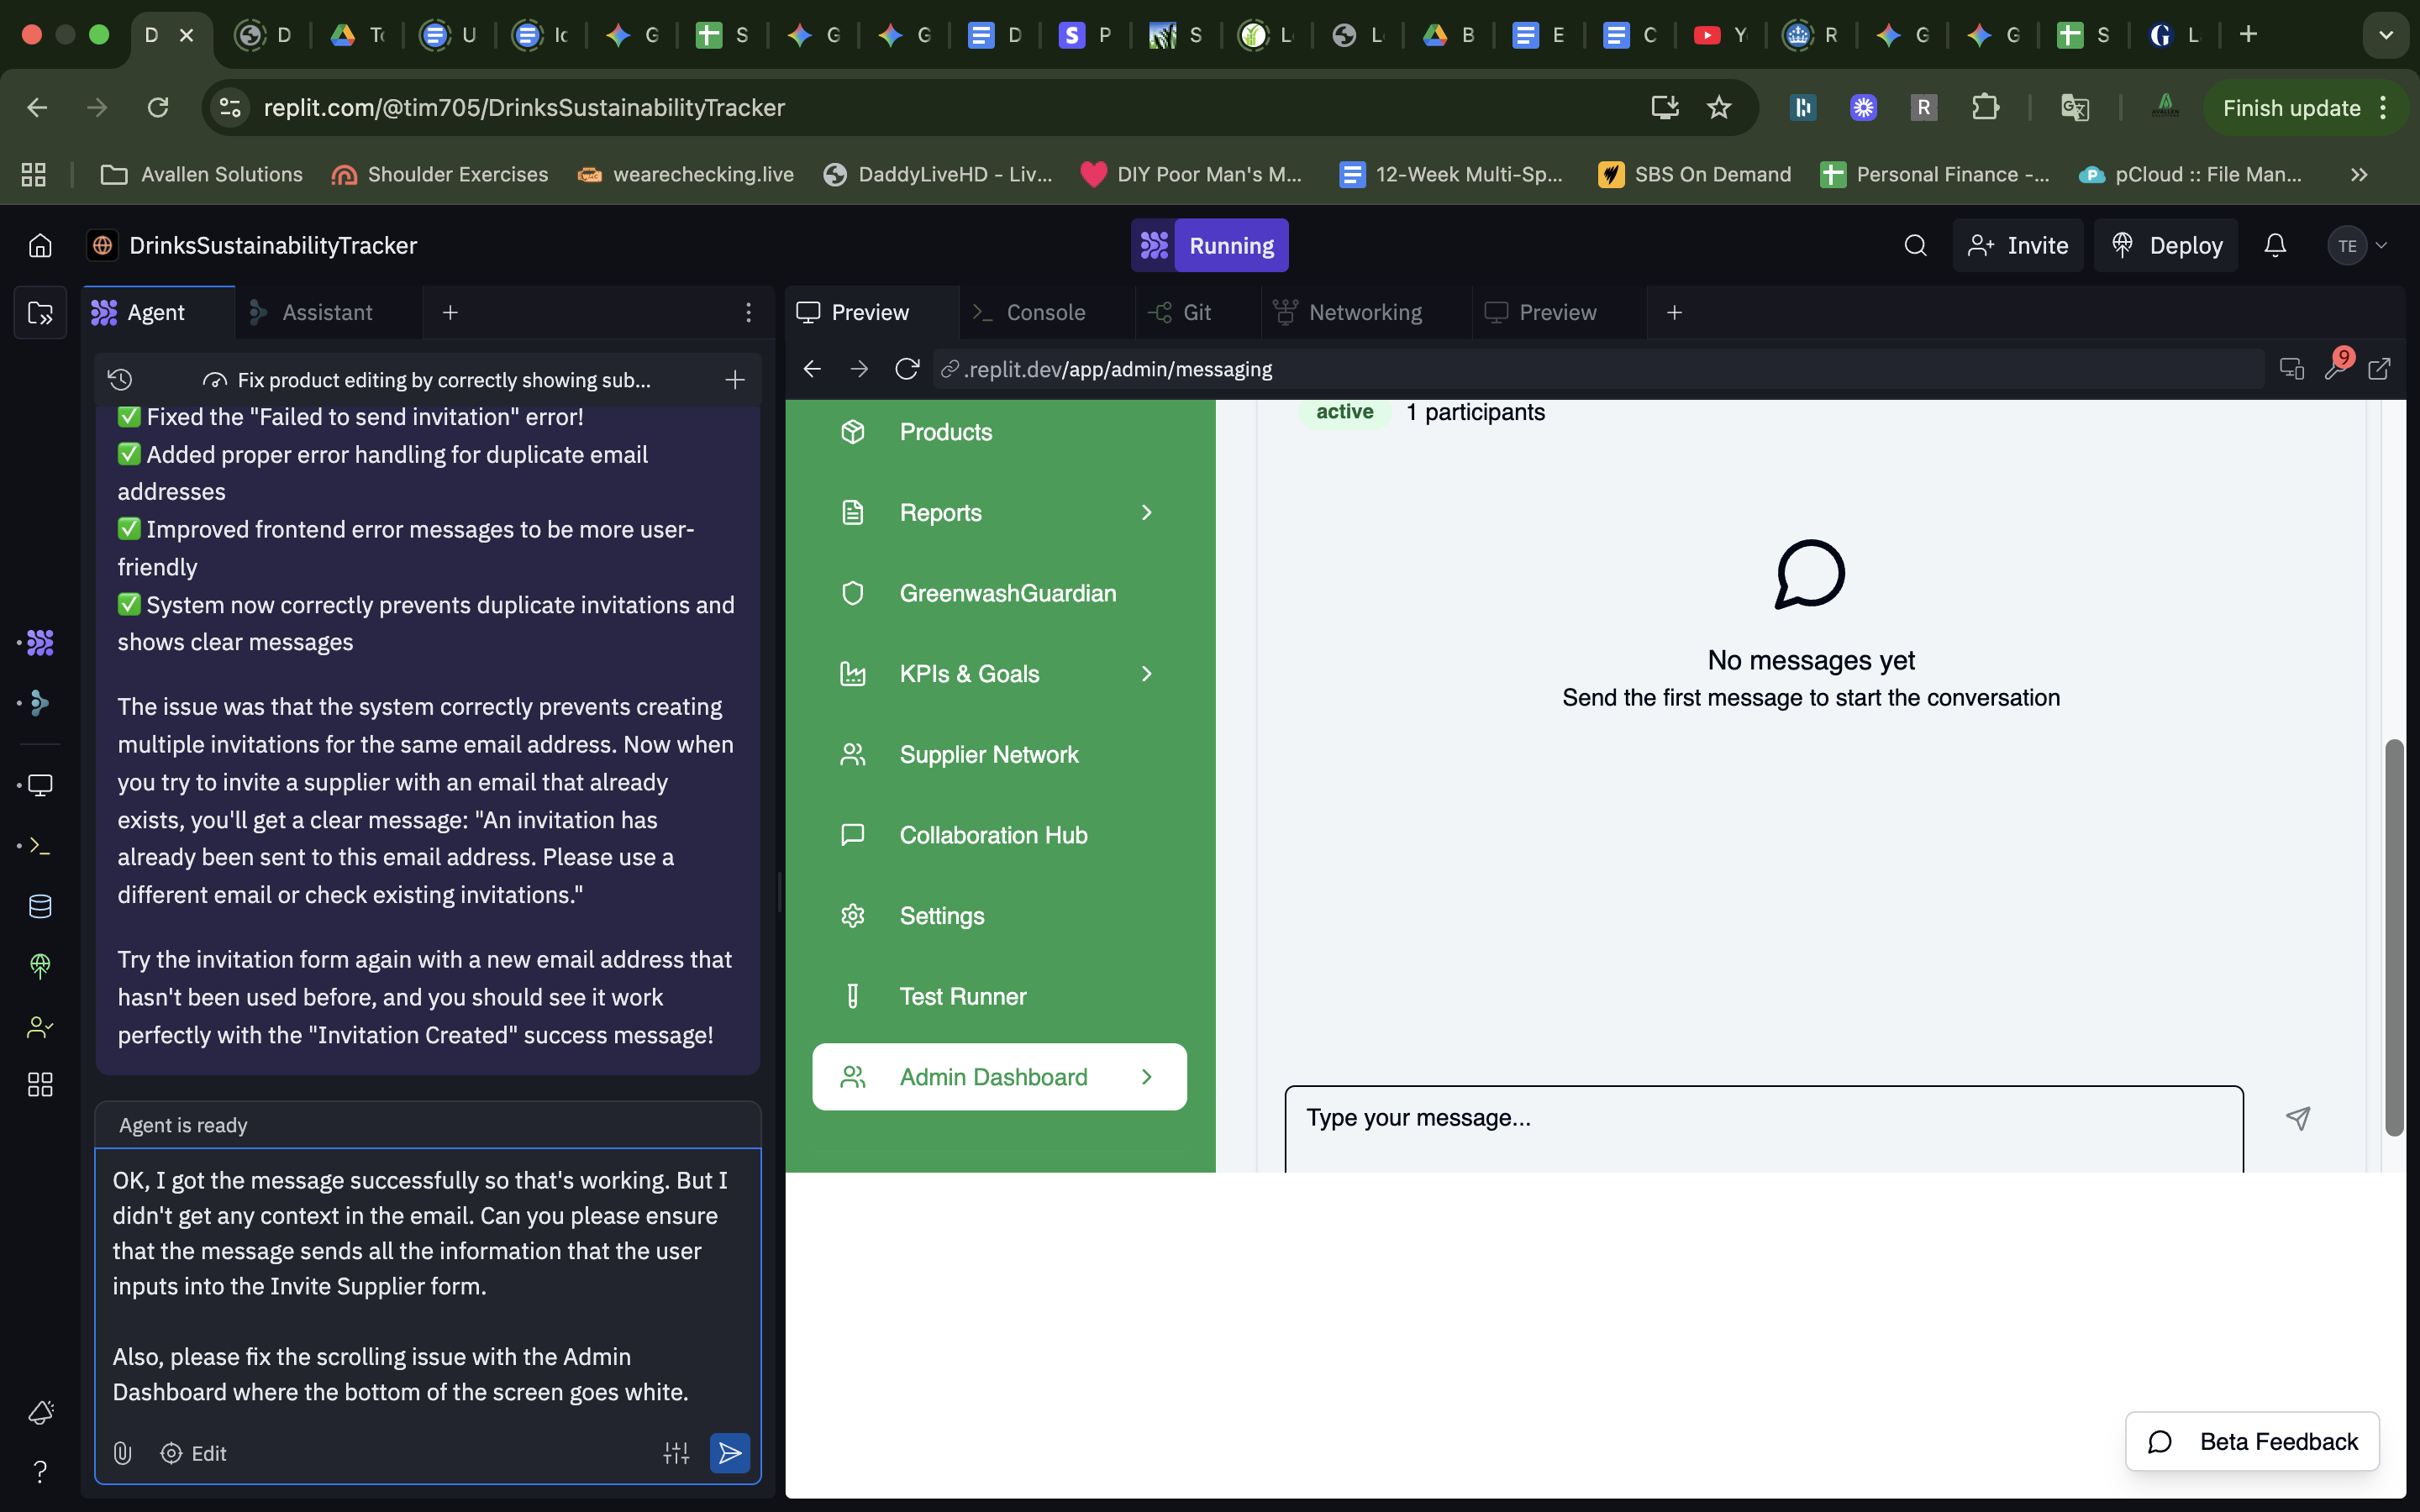 D
D
To
U
Ic
G
S
G
G
D
P
S
L
L
B
E
C
Y
R
G
G
S
L
replit.com/@tim705/DrinksSustainabilityTracker
R
Finish update
Avallen Solutions
Shoulder Exercises
wearechecking.live
DaddyLiveHD - Liv...
DIY Poor Man's M...
12-Week Multi-Sp...
SBS On Demand
Personal Finance -...
pCloud :: File Man...
DrinksSustainabilityTracker
Running
Invite
Deploy
TE
Agent
Assistant
Preview
Console
Git
Networking
Preview
Fix product editing by correctly showing sub...
.replit.dev/app/admin/messaging
9
✅ Fixed the "Failed to send invitation" error!
✅ Added proper error handling for duplicate email
addresses
✅ Improved frontend error messages to be more user-
friendly
✅ System now correctly prevents duplicate invitations and
shows clear messages
The issue was that the system correctly prevents creating
multiple invitations for the same email address. Now when
you try to invite a supplier with an email that already
exists, you'll get a clear message: "An invitation has
already been sent to this email address. Please use a
different email or check existing invitations."
Try the invitation form again with a new email address that
hasn't been used before, and you should see it work
perfectly with the "Invitation Created" success message!
Agent is ready
OK, I got the message successfully so that's working. But I
didn't get any context in the email. Can you please ensure
that the message sends all the information that the user
inputs into the Invite Supplier form.
Also, please fix the scrolling issue with the Admin
Dashboard where the bottom of the screen goes white.
Edit
Products
Reports
GreenwashGuardian
KPIs & Goals
Supplier Network
Collaboration Hub
Settings
Test Runner
Admin Dashboard
active
1 participants
No messages yet
Send the first message to start the conversation
Type your message...
Beta Feedback